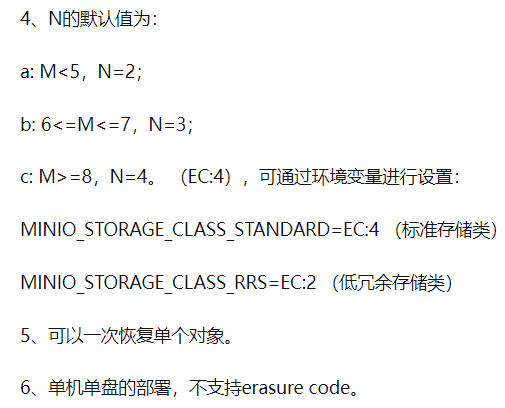 4、N的默认值为：
a: M<5，N=2；
b: 6<=M<=7，N=3；
c: M>=8，N=4。 （EC:4），可通过环境变量进行设置：
MINIO_STORAGE_CLASS_STANDARD=EC:4 （标准存储类）
MINIO_STORAGE_CLASS_RRS=EC:2 （低冗余存储类）
5、可以一次恢复单个对象。
6、单机单盘的部署，不支持erasure code。